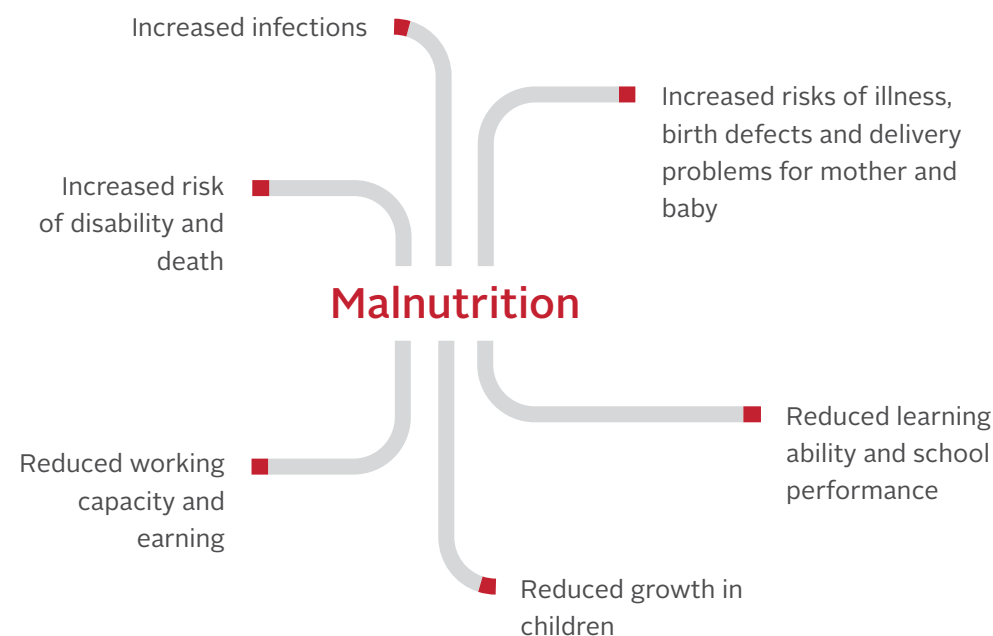 Increased infections
Increased risks of illness,
birth defects and delivery
problems for mother and
baby
Increased risk
of disability and
death
Malnutrition
Reduced learning
ability and school
performance
Reduced working
capacity and
earning
Reduced growth in
children